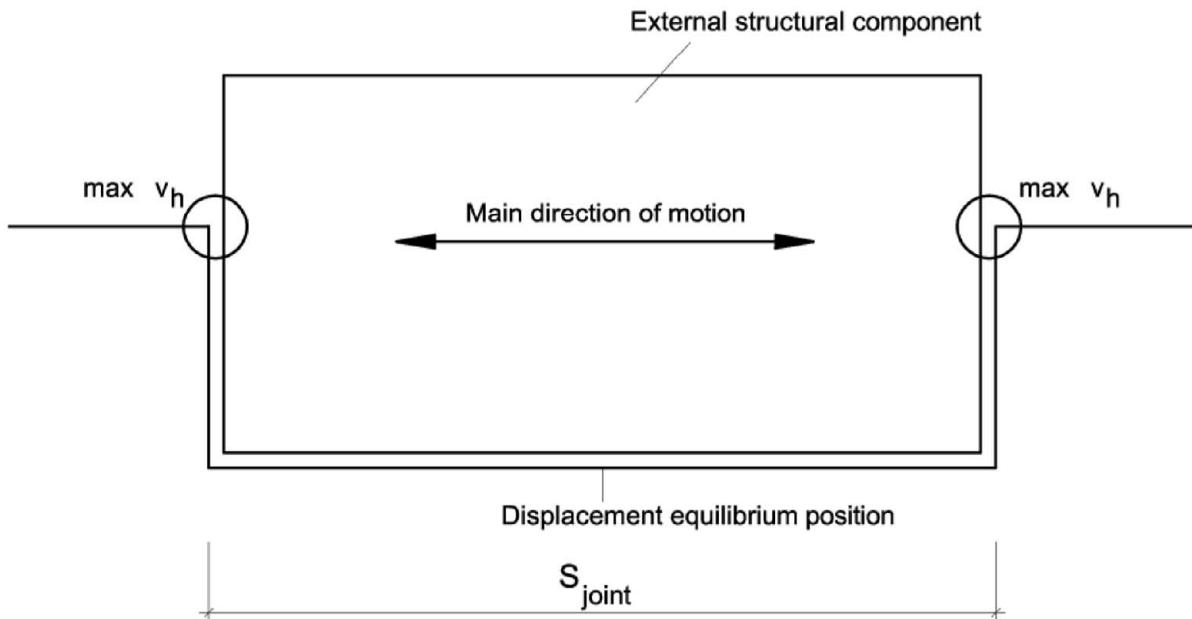 External structural component
max v_h
max v_h
Main direction of motion
Displacement equilibrium position
S_joint